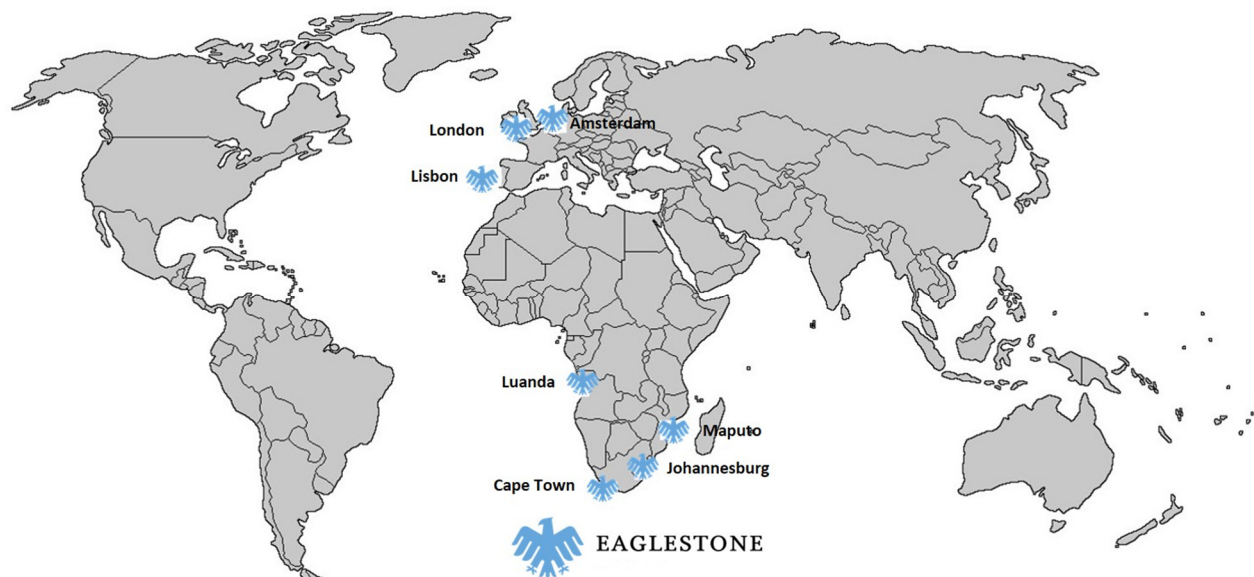 London
Amsterdam
Lisbon
Luanda
Maputo
Johannesburg
Cape Town
EAGLESTONE